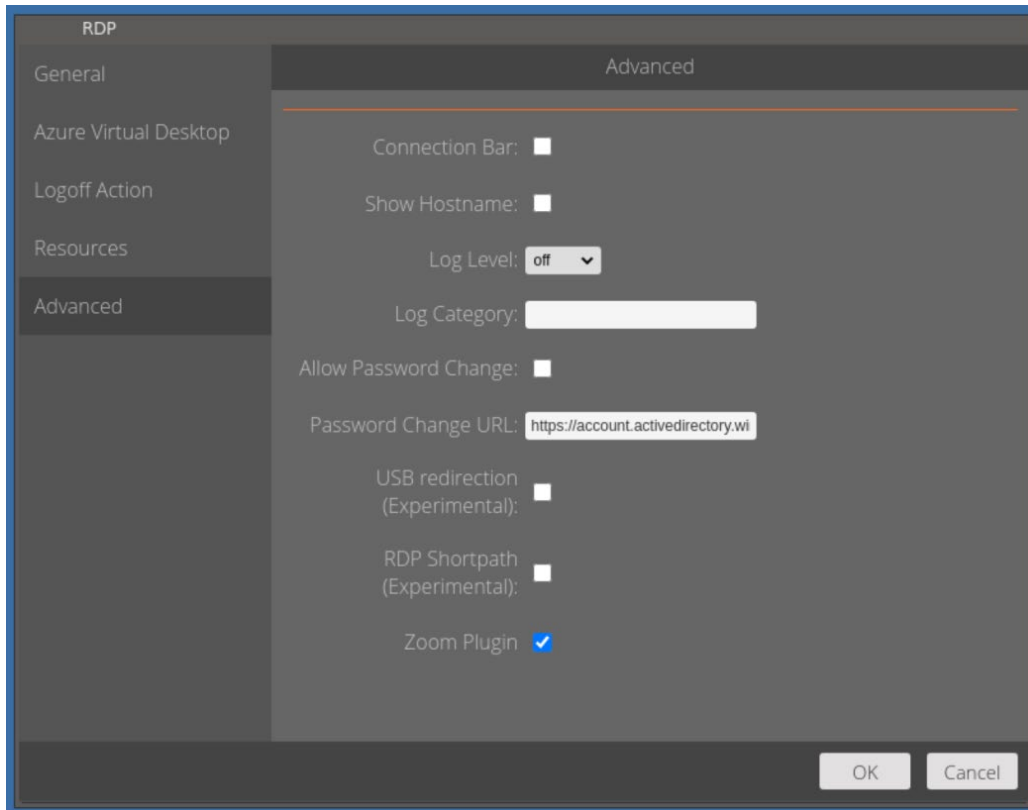 RDP
General
Azure Virtual Desktop
Logoff Action
Resources
Advanced
Advanced
Connection Bar:
Show Hostname:
Log Level: off
Log Category:
Allow Password Change:
Password Change URL: https://account.activedirectory.wi
USB redirection
(Experimental):
RDP Shortpath
(Experimental):
Zoom Plugin
OK Cancel